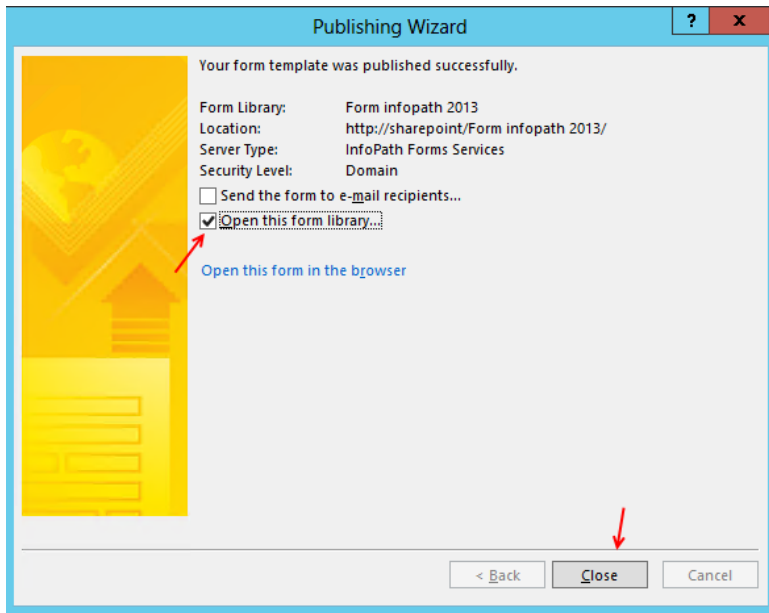 Publishing Wizard
? x
Your form template was published successfully.
Form Library: Form infopath 2013
Location: http://sharepoint/Form infopath 2013/
Server Type: InfoPath Forms Services
Security Level: Domain
Send the form to e-mail recipients...
Open this form library...
Open this form in the browser
< Back Close Cancel